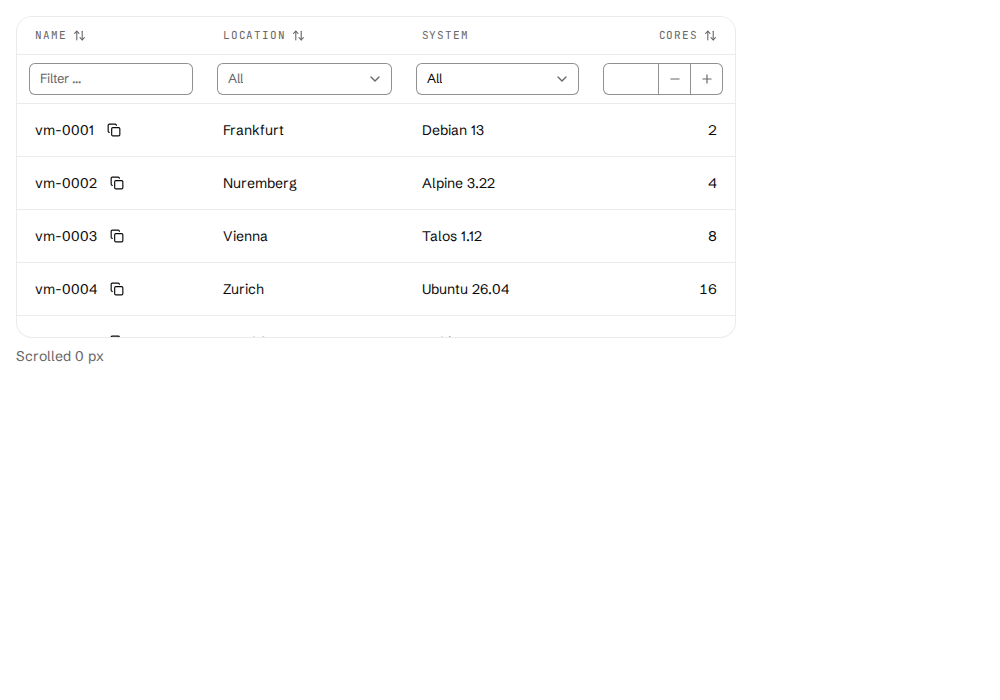 NAME LOCATION SYSTEM CORES
Filter ... All All
vm-0001 Frankfurt Debian 13 2
vm-0002 Nuremberg Alpine 3.22 4
vm-0003 Vienna Talos 1.12 8
vm-0004 Zurich Ubuntu 26.04 16
Scrolled 0 px